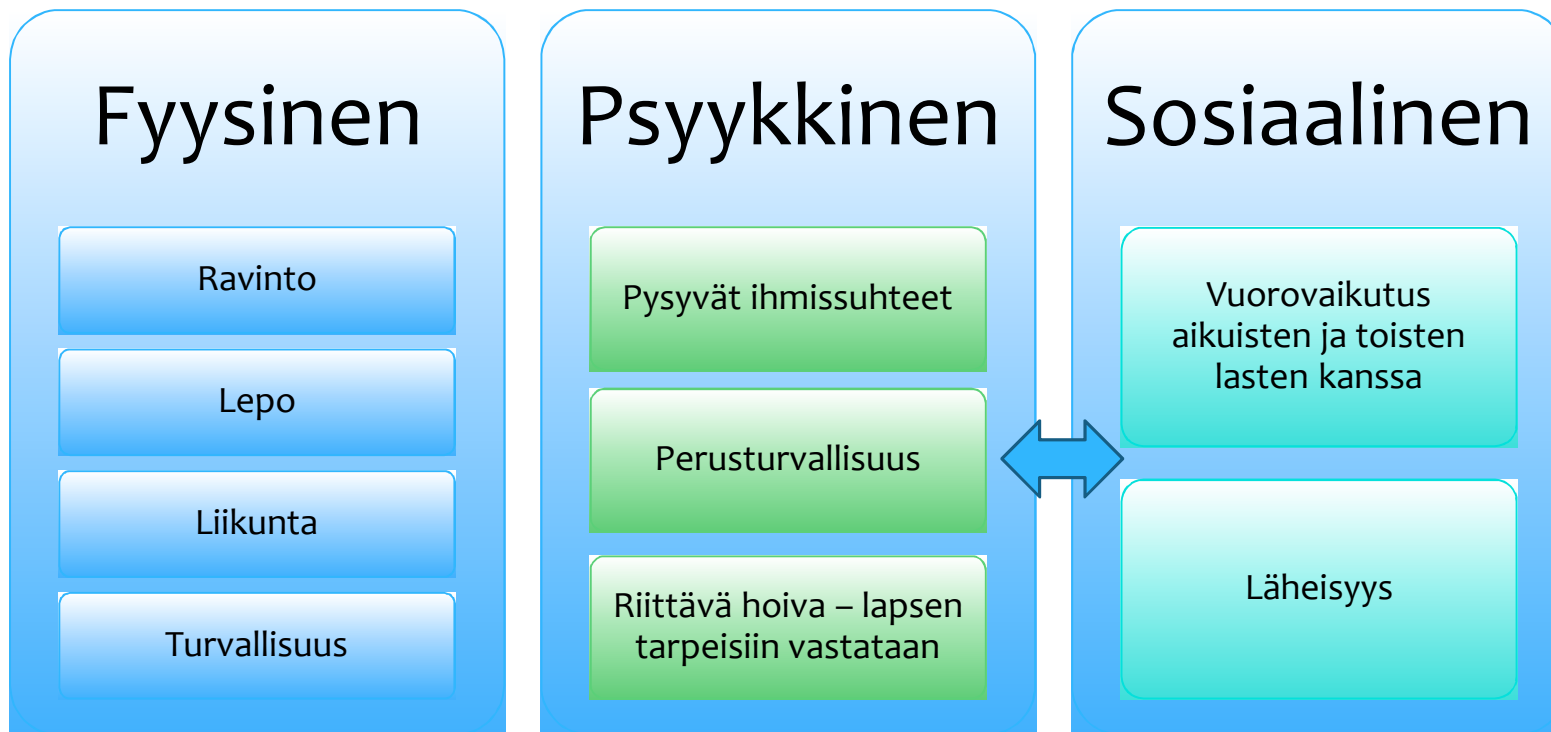 Fyysinen
Ravinto
Lepo
Liikunta
Turvallisuus
Psyykkinen
Pysyvät ihmissuhteet
Perusturvallisuus
Riittävä hoiva – lapsen
tarpeisiin vastataan
Sosiaalinen
Vuorovaikutus
aikuisten ja toisten
lasten kanssa
Läheisyys